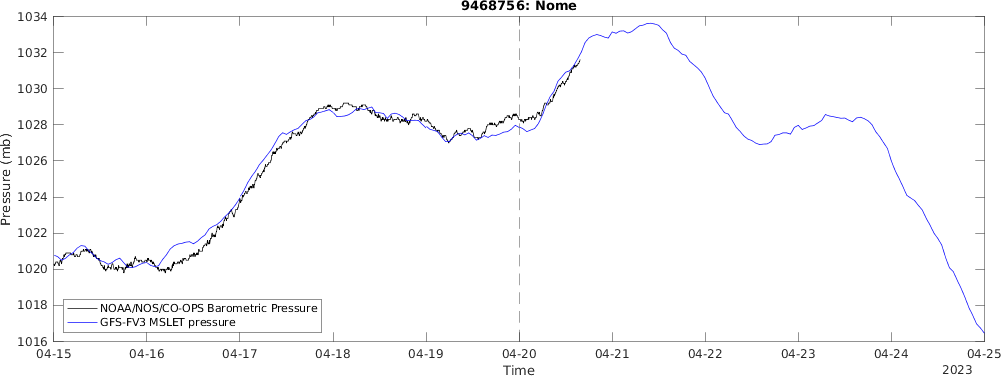 9468756: Nome
1034
1032
1030
1028
1026
1024
1022
1020
1018
1016
Pressure (mb)
NOAA/NOS/CO-OPS Barometric Pressure
GFS-FV3 MSLET pressure
04-15 04-16 04-17 04-18 04-19 04-20 04-21 04-22 04-23 04-24 04-25
Time
2023